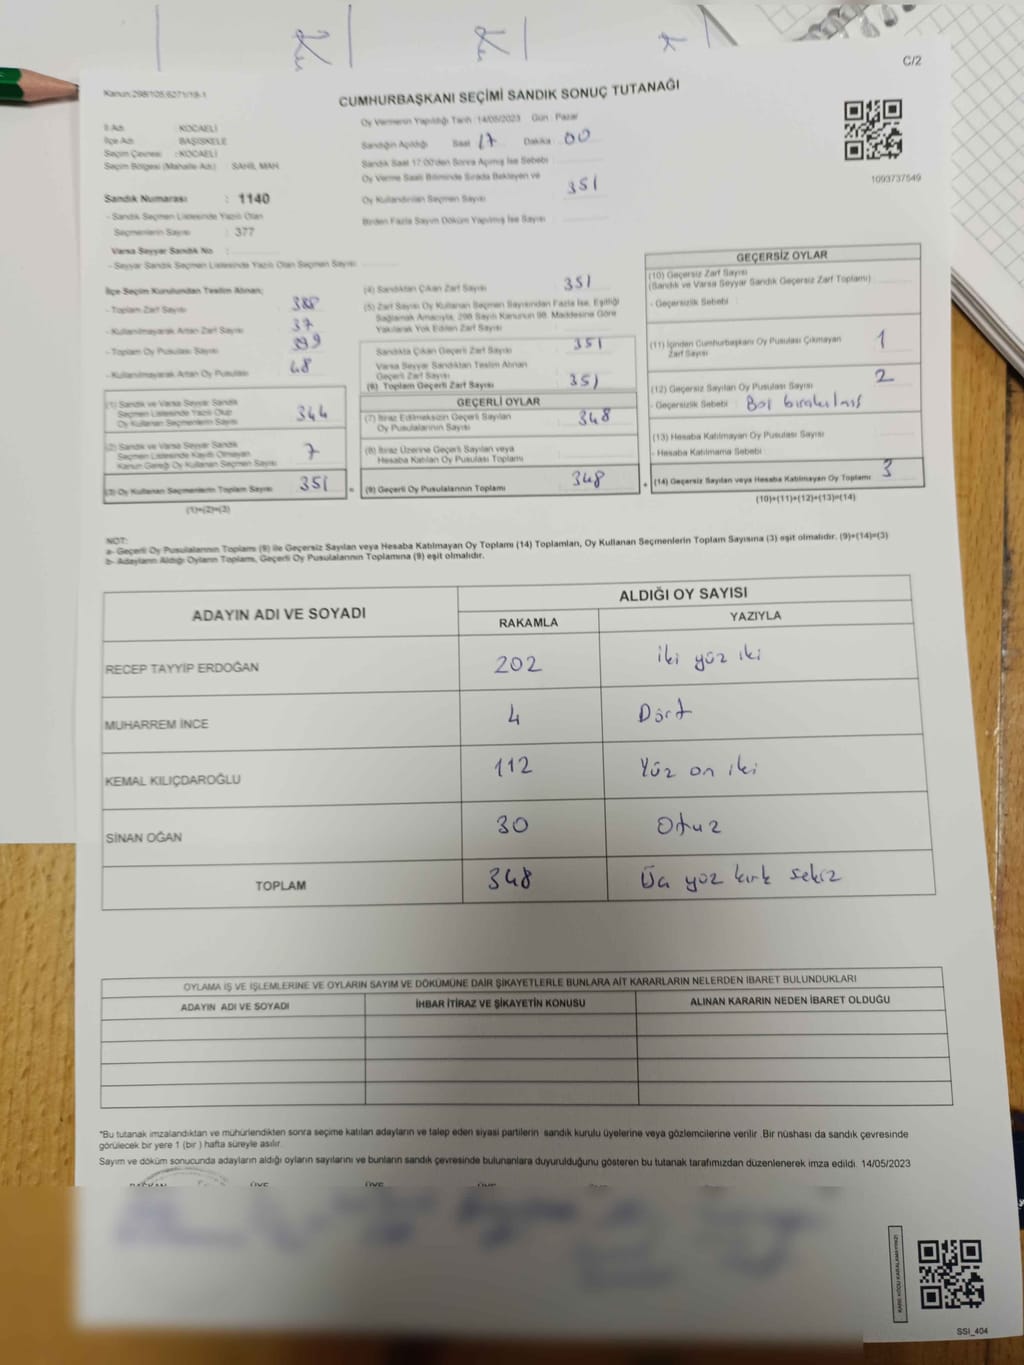 C/2
Kanun:298/105,6271/18-1
CUMHURBAŞKANI SEÇİMİ SANDIK SONUÇ TUTANAĞI
İl Adı : KOCAELİ
İlçe Adı : BAŞİSKELE
Seçim Çevresi : KOCAELİ
Seçim Bölgesi (Mahalle Adı) : SAHİL MAH.
Sandık Numarası : 1140
- Sandık Seçmen Listesinde Yazılı Olan
Seçmenlerin Sayısı : 377
Varsa Seyyar Sandık No :
- Seyyar Sandık Seçmen Listesinde Yazılı Olan Seçmen Sayısı
Oy Vermenin Yapıldığı Tarih :14/05/2023 Gün : Pazar
Sandığın Açıldığı Saat 17 Dakika 00
Sandık Saat 17:00'den Sonra Açılmış İse Sebebi
Oy Verme Saati Bitiminde Sırada Bekleyen ve
Oy Kullandırılan Seçmen Sayısı 351
Birden Fazla Sayım Döküm Yapılmış İse Sayısı
1093737549
İlçe Seçim Kurulundan Teslim Alınan;
- Toplam Zarf Sayısı 388
- Kullanılmayarak Artan Zarf Sayısı 37
- Toplam Oy Pusulası Sayısı 399
- Kullanılmayarak Artan Oy Pusulası 48
(1) Sandık ve Varsa Seyyar Sandık
Seçmen Listesinde Yazılı Olup
Oy Kullanan Seçmenlerin Sayısı 344
(2) Sandık ve Varsa Seyyar Sandık
Seçmen Listesinde Kayıtlı Olmayan
Kanun Gereği Oy Kullanan Seçmen Sayısı 7
(3) Oy Kullanan Seçmenlerin Toplam Sayısı 351 =
(1)+(2)=(3)
(4) Sandıktan Çıkan Zarf Sayısı 351
(5) Zarf Sayısı Oy Kullanan Seçmen Sayısından Fazla İse, Eşitliği
Sağlamak Amacıyla, 298 Sayılı Kanunun 98. Maddesine Göre
Yakılarak Yok Edilen Zarf Sayısı
Sandıkta Çıkan Geçerli Zarf Sayısı 351
Varsa Seyyar Sandıktan Teslim Alınan
Geçerli Zarf Sayısı
(6) Toplam Geçerli Zarf Sayısı 351
GEÇERLİ OYLAR
(7) İtiraz Edilmeksizin Geçerli Sayılan
Oy Pusulalarının Sayısı 348
(8) İtiraz Üzerine Geçerli Sayılan veya
Hesaba Katılan Oy Pusulası Toplamı
(9) Geçerli Oy Pusulalarının Toplamı 348 +
GEÇERSİZ OYLAR
(10) Geçersiz Zarf Sayısı
(Sandık ve Varsa Seyyar Sandık Geçersiz Zarf Toplamı)
- Geçersizlik Sebebi :
(11) İçinden Cumhurbaşkanı Oy Pusulası Çıkmayan
Zarf Sayısı 1
(12) Geçersiz Sayılan Oy Pusulası Sayısı 2
- Geçersizlik Sebebi : Boş bırakılmış
(13) Hesaba Katılmayan Oy Pusulası Sayısı
- Hesaba Katılmama Sebebi
(14) Geçersiz Sayılan veya Hesaba Katılmayan Oy Toplamı 3
(10)+(11)+(12)+(13)=(14)
NOT:
a- Geçerli Oy Pusulalarının Toplamı (9) ile Geçersiz Sayılan veya Hesaba Katılmayan Oy Toplamı (14) Toplamları, Oy Kullanan Seçmenlerin Toplam Sayısına (3) eşit olmalıdır. (9)+(14)=(3)
b- Adayların Aldığı Oyların Toplamı, Geçerli Oy Pusulalarının Toplamına (9) eşit olmalıdır.
ADAYIN ADI VE SOYADI
ALDIĞI OY SAYISI
RAKAMLA YAZIYLA
RECEP TAYYİP ERDOĞAN 202 iki yüz iki
MUHARREM İNCE 4 Dört
KEMAL KILIÇDAROĞLU 112 Yüz on iki
SİNAN OĞAN 30 Otuz
TOPLAM 348 Üç yüz kırk sekiz
OYLAMA İŞ VE İŞLEMLERİNE VE OYLARIN SAYIM VE DÖKÜMÜNE DAİR ŞİKAYETLERLE BUNLARA AİT KARARLARIN NELERDEN İBARET BULUNDUKLARI
ADAYIN ADI VE SOYADI İHBAR İTİRAZ VE ŞİKAYETİN KONUSU ALINAN KARARIN NEDEN İBARET OLDUĞU
*Bu tutanak imzalandıktan ve mühürlendikten sonra seçime katılan adayların ve talep eden siyasi partilerin sandık kurulu üyelerine veya gözlemcilerine verilir. Bir nüshası da sandık çevresinde
görülecek bir yere 1 (bir) hafta süreyle asılır.
Sayım ve döküm sonucunda adayların aldığı oyların sayılarını ve bunların sandık çevresinde bulunanlara duyurulduğunu gösteren bu tutanak tarafımızdan düzenlenerek imza edildi. 14/05/2023
BAŞKAN ÜYE ÜYE ÜYE
KARE KODU KARALAMAYINIZ!
SSI_404